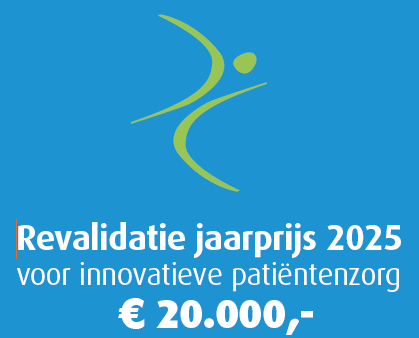 Revalidatie jaarprijs 2025
voor innovatieve patiëntenzorg
€ 20.000,-